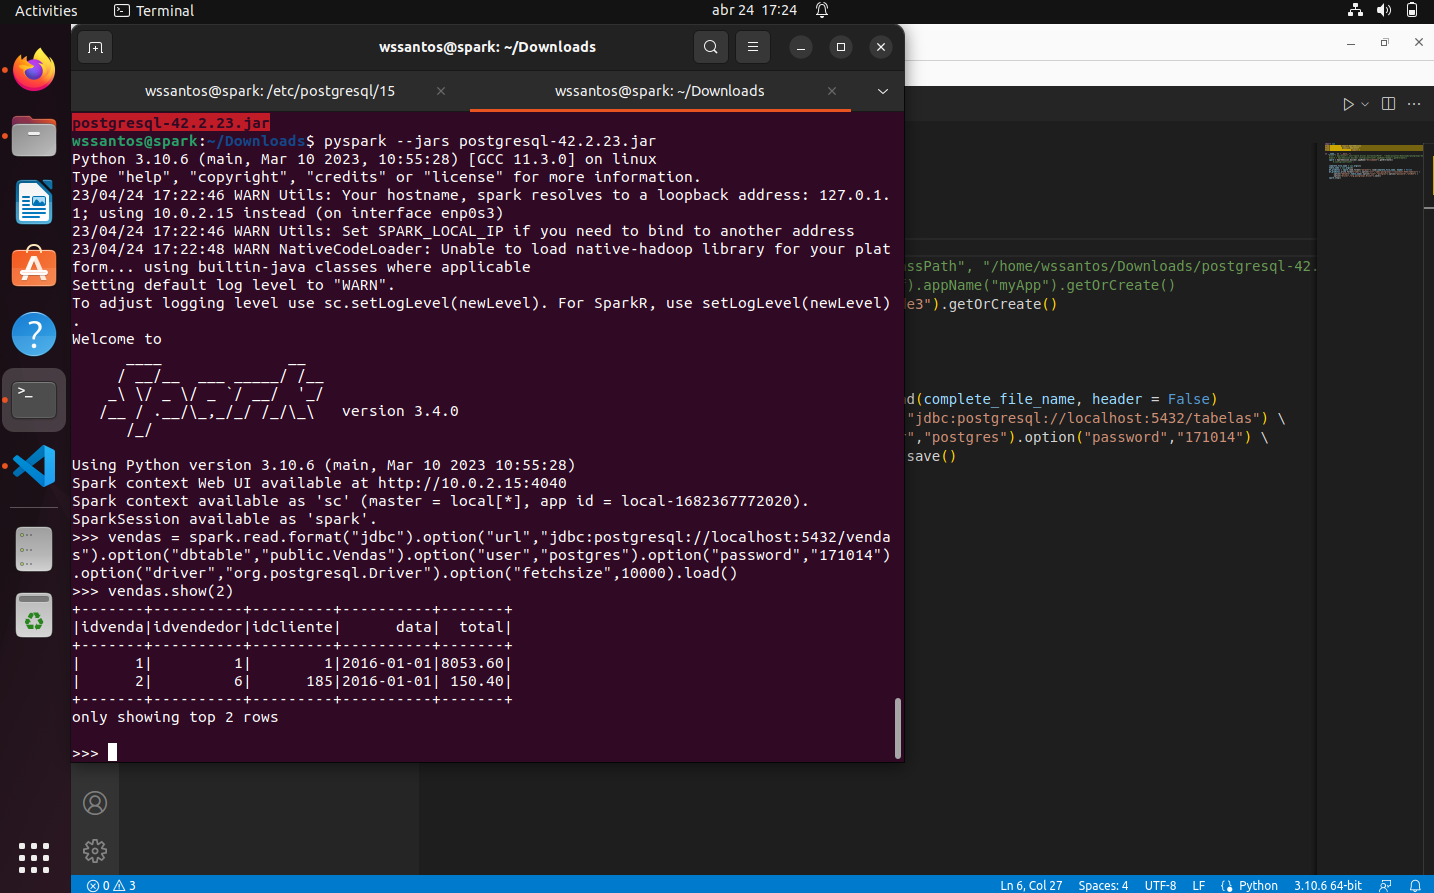 Activities
Terminal
abr 24 17:24
wssantos@spark: ~/Downloads
wssantos@spark: /etc/postgresql/15
wssantos@spark: ~/Downloads
postgresql-42.2.23.jar
wssantos@spark:~/Downloads$ pyspark --jars postgresql-42.2.23.jar
Python 3.10.6 (main, Mar 10 2023, 10:55:28) [GCC 11.3.0] on linux
Type "help", "copyright", "credits" or "license" for more information.
23/04/24 17:22:46 WARN Utils: Your hostname, spark resolves to a loopback address: 127.0.1.
1; using 10.0.2.15 instead (on interface enp0s3)
23/04/24 17:22:46 WARN Utils: Set SPARK_LOCAL_IP if you need to bind to another address
23/04/24 17:22:48 WARN NativeCodeLoader: Unable to load native-hadoop library for your plat
form... using builtin-java classes where applicable
Setting default log level to "WARN".
To adjust logging level use sc.setLogLevel(newLevel). For SparkR, use setLogLevel(newLevel)
.
Welcome to
      ____              __
     / __/__  ___ _____/ /__
    _\ \/ _ \/ _ `/ __/  '_/
   /__ / .__/\_,_/_/ /_/\_\   version 3.4.0
      /_/
Using Python version 3.10.6 (main, Mar 10 2023 10:55:28)
Spark context Web UI available at http://10.0.2.15:4040
Spark context available as 'sc' (master = local[*], app id = local-1682367772020).
SparkSession available as 'spark'.
>>> vendas = spark.read.format("jdbc").option("url","jdbc:postgresql://localhost:5432/venda
s").option("dbtable","public.Vendas").option("user","postgres").option("password","171014")
.option("driver","org.postgresql.Driver").option("fetchsize",10000).load()
>>> vendas.show(2)
+-------+----------+---------+----------+-------+
|idvenda|idvendedor|idcliente|      data|  total|
+-------+----------+---------+----------+-------+
|      1|         1|        1|2016-01-01|8053.60|
|      2|         6|      185|2016-01-01| 150.40|
+-------+----------+---------+----------+-------+
only showing top 2 rows
>>>
ssPath", "/home/wssantos/Downloads/postgresql-42.
).appName("myApp").getOrCreate()
de3").getOrCreate()
d(complete_file_name, header = False)
"jdbc:postgresql://localhost:5432/tabelas") \
","postgres").option("password","171014") \
save()
0
3
Ln 6, Col 27
Spaces: 4
UTF-8
LF
Python
3.10.6 64-bit